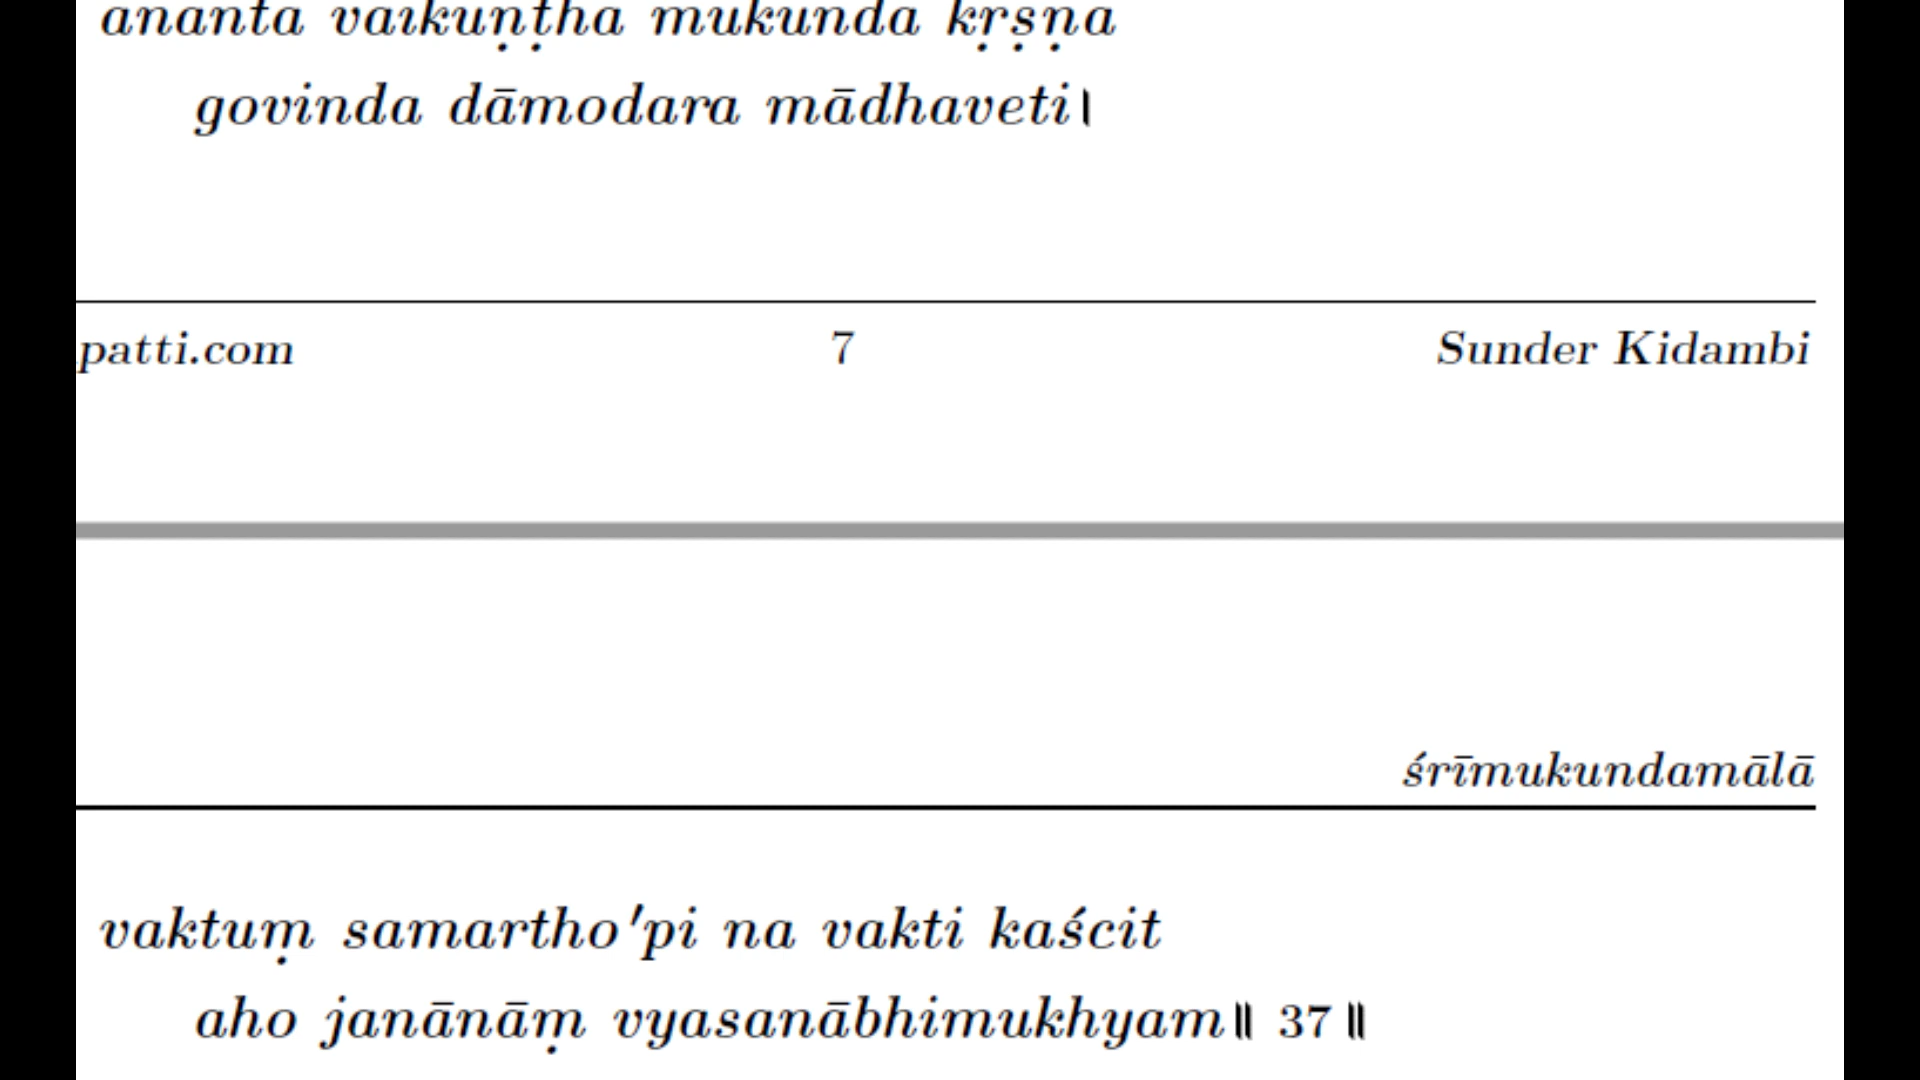 ananta vaikuṇṭha mukunda kṛṣṇa
govinda dāmodara mādhaveti।
patti.com 7 Sunder Kidambi
śrīmukundamālā
vaktuṃ samartho'pi na vakti kaścit
aho janānāṃ vyasanābhimukhyam॥ 37॥